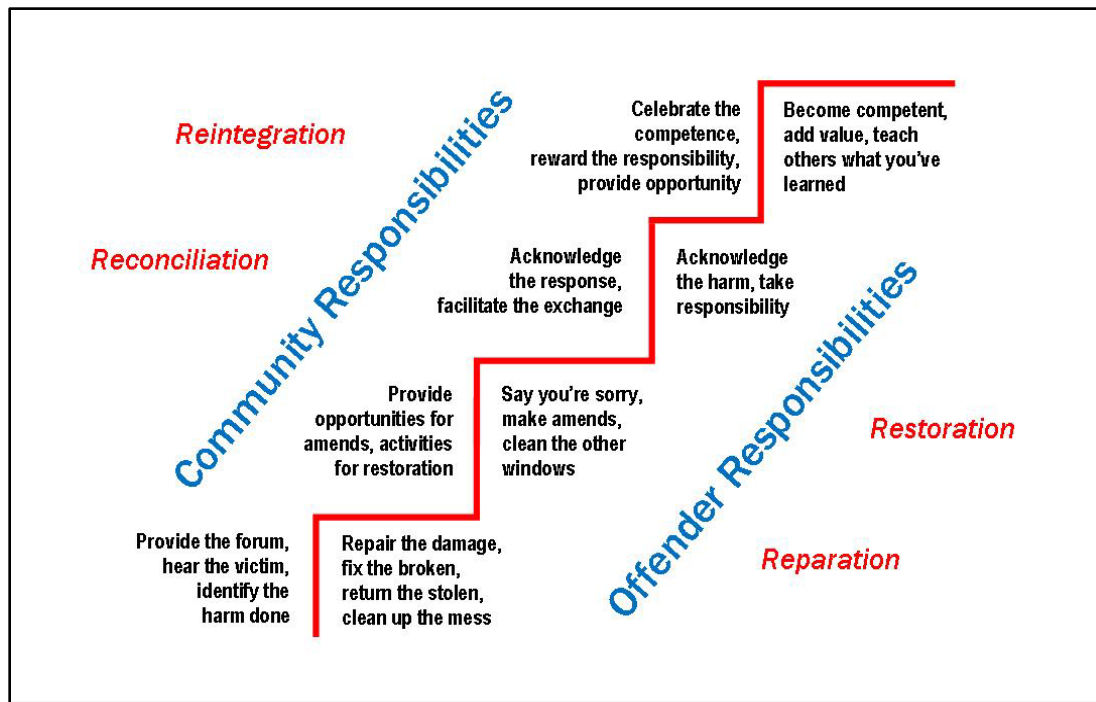 Reintegration
Reconciliation
Community Responsibilities
Celebrate the
competence,
reward the responsibility,
provide opportunity
Become competent,
add value, teach
others what you've
learned
Acknowledge
the response,
facilitate the exchange
Acknowledge
the harm, take
responsibility
Provide
opportunities for
amends, activities
for restoration
Say you're sorry,
make amends,
clean the other
windows
Provide the forum,
hear the victim,
identify the
harm done
Repair the damage,
fix the broken,
return the stolen,
clean up the mess
Offender Responsibilities
Restoration
Reparation